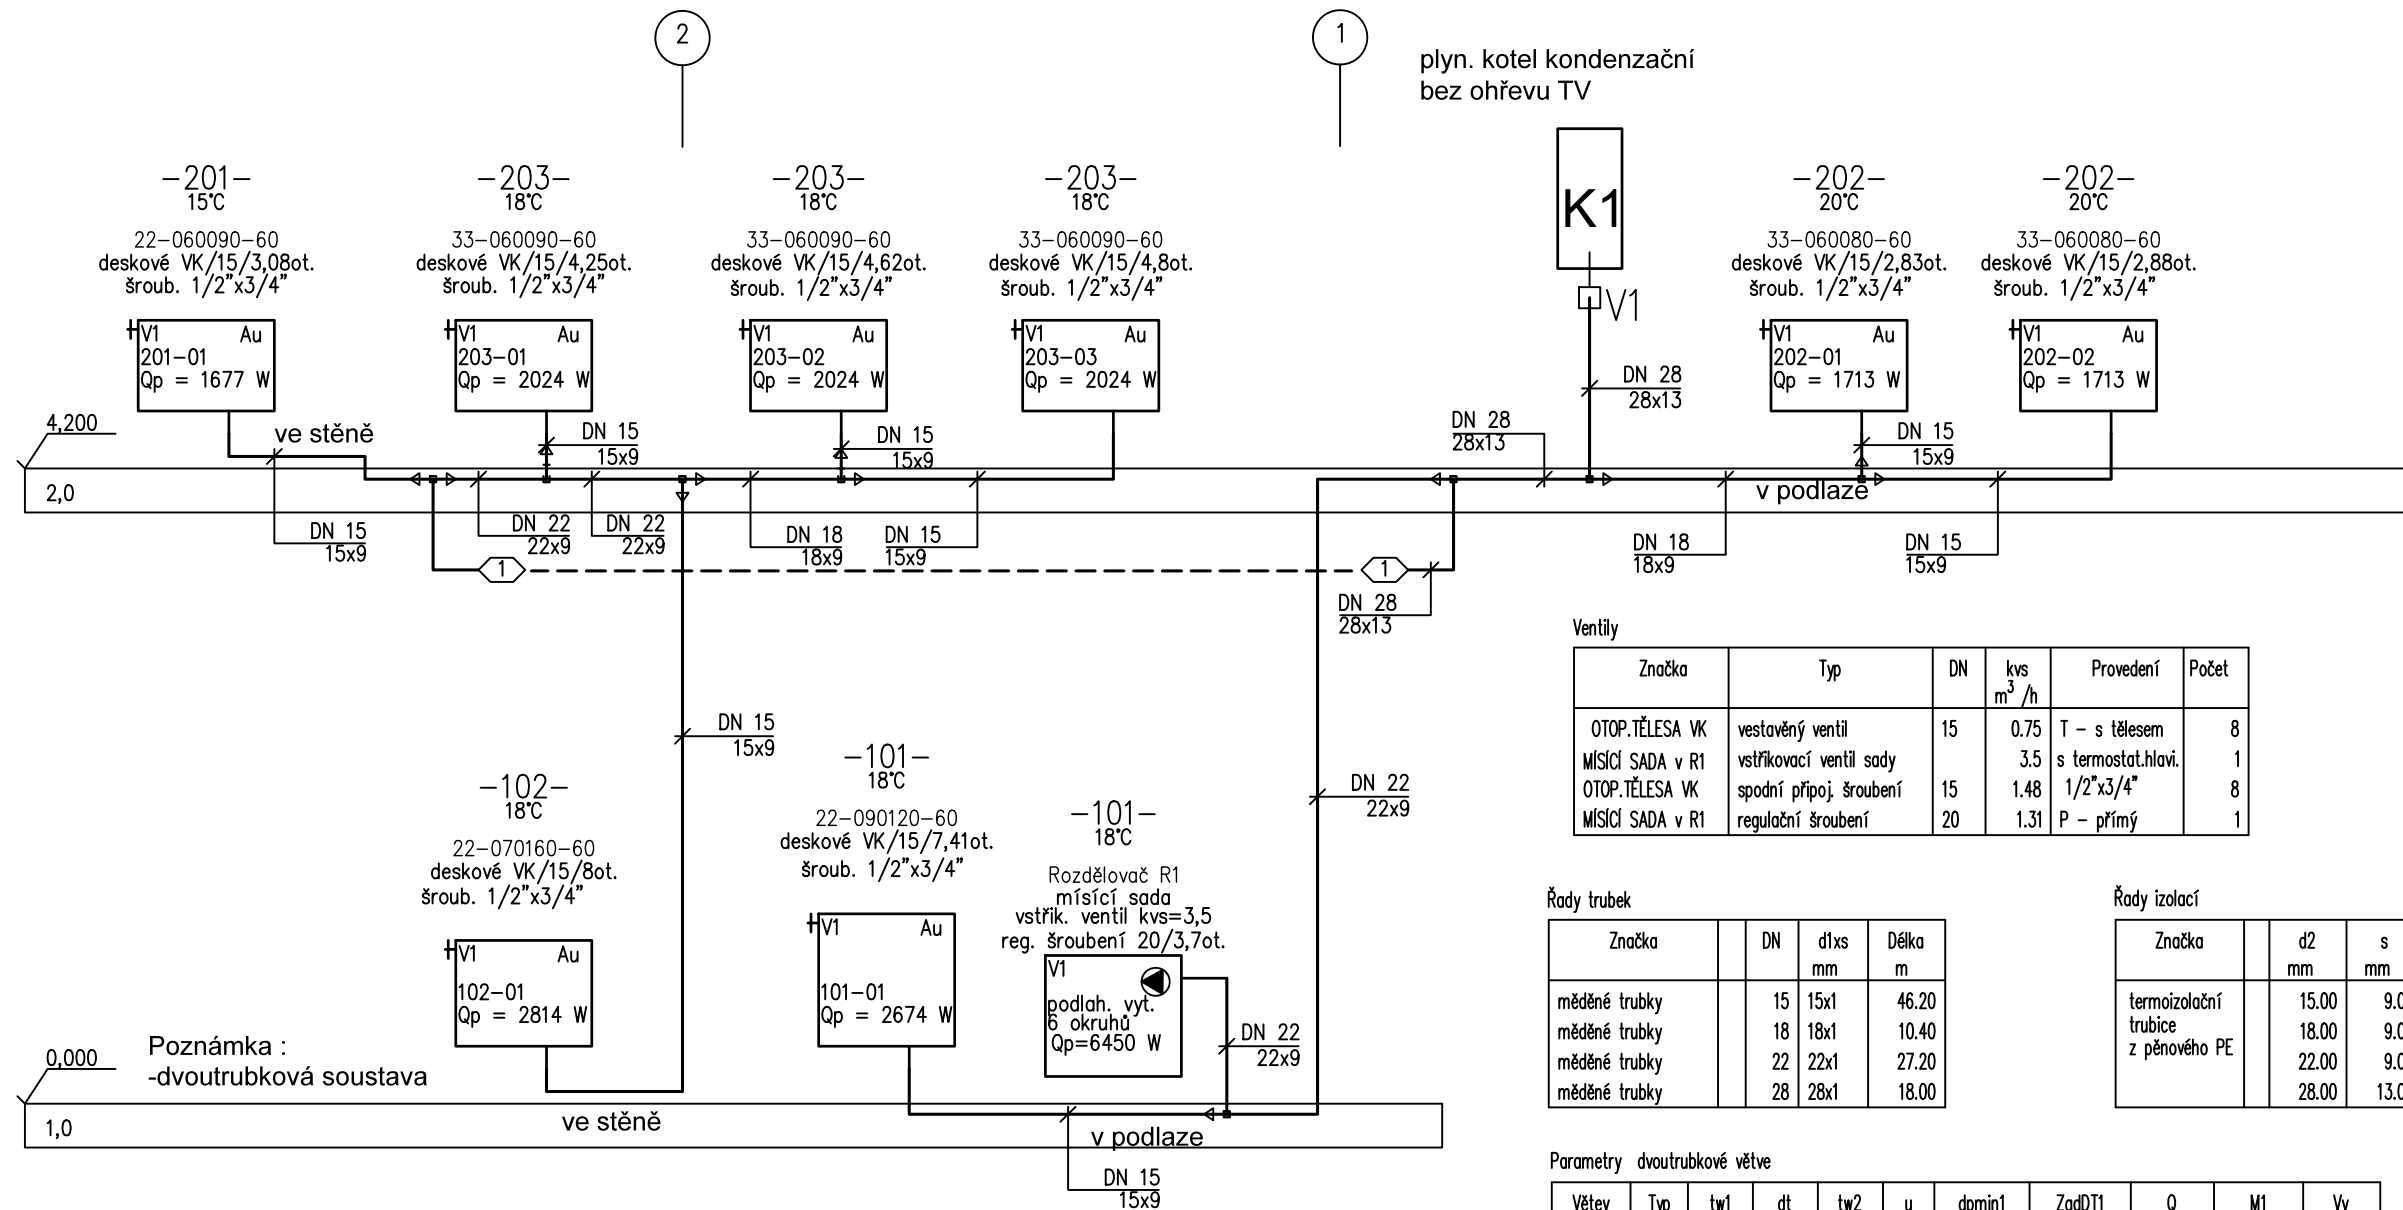 2
1
plyn. kotel kondenzační
bez ohřevu TV
K1
V1
-201-
15°C
22-060090-60
deskové VK/15/3,08ot.
šroub. 1/2"x3/4"
V1 Au
201-01
Qp = 1677 W
-203-
18°C
33-060090-60
deskové VK/15/4,25ot.
šroub. 1/2"x3/4"
V1 Au
203-01
Qp = 2024 W
-203-
18°C
33-060090-60
deskové VK/15/4,62ot.
šroub. 1/2"x3/4"
V1 Au
203-02
Qp = 2024 W
-203-
18°C
33-060090-60
deskové VK/15/4,8ot.
šroub. 1/2"x3/4"
V1 Au
203-03
Qp = 2024 W
-202-
20°C
33-060080-60
deskové VK/15/2,83ot.
šroub. 1/2"x3/4"
V1 Au
202-01
Qp = 1713 W
-202-
20°C
33-060080-60
deskové VK/15/2,88ot.
šroub. 1/2"x3/4"
V1 Au
202-02
Qp = 1713 W
DN 28
28x13
4,200
ve stěně
DN 15
15x9
DN 15
15x9
DN 28
28x13
DN 15
15x9
2,0
v podlaze
DN 15
15x9
DN 22
22x9
DN 22
22x9
DN 18
18x9
DN 15
15x9
DN 18
18x9
DN 15
15x9
1
1
DN 28
28x13
DN 15
15x9
DN 22
22x9
-102-
18°C
22-070160-60
deskové VK/15/8ot.
šroub. 1/2"x3/4"
V1 Au
102-01
Qp = 2814 W
-101-
18°C
22-090120-60
deskové VK/15/7,41ot.
šroub. 1/2"x3/4"
V1 Au
101-01
Qp = 2674 W
-101-
18°C
Rozdělovač R1
mísící sada
vstřik. ventil kvs=3,5
reg. šroubení 20/3,7ot.
V1
podlah. vyt.
6 okruhů
Qp=6450 W
DN 22
22x9
0,000
Poznámka :
-dvoutrubková soustava
1,0
ve stěně
v podlaze
DN 15
15x9
Ventily
Značka Typ DN kvs m3 /h Provedení Počet
OTOP.TĚLESA VK vestavěný ventil 15 0.75 T - s tělesem 8
MÍSÍCÍ SADA v R1 vstřikovací ventil sady 3.5 s termostat.hlavi. 1
OTOP.TĚLESA VK spodní připoj. šroubení 15 1.48 1/2"x3/4" 8
MÍSÍCÍ SADA v R1 regulační šroubení 20 1.31 P - přímý 1
Řady trubek
Značka DN d1xs mm Délka m
měděné trubky 15 15x1 46.20
měděné trubky 18 18x1 10.40
měděné trubky 22 22x1 27.20
měděné trubky 28 28x1 18.00
Řady izolací
Značka d2 mm s mm
termoizolační 15.00 9.0
trubice 18.00 9.0
z pěnového PE 22.00 9.0
28.00 13.0
Parametry dvoutrubkové větve
Větev Typ tw1 dt tw2 u dpmin1 ZadDT1 Q M1 Vv